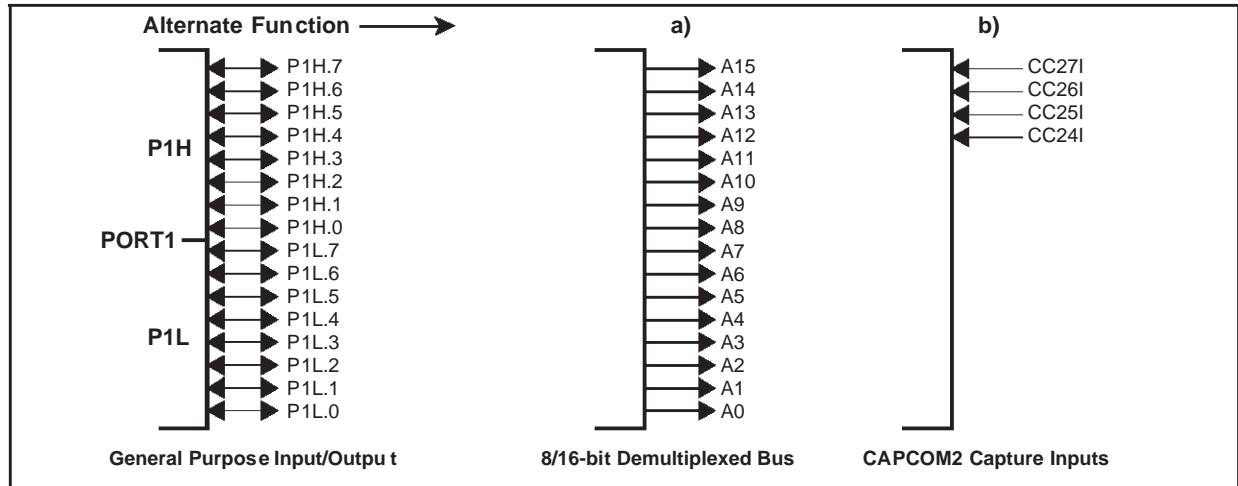 Alternate Function a) b)
P1H.7 A15 CC27I
P1H.6 A14 CC26I
P1H.5 A13 CC25I
P1H.4 A12 CC24I
P1H
P1H.3 A11
P1H.2 A10
P1H.1 A9
P1H.0 A8
PORT1
P1L.7 A7
P1L.6 A6
P1L.5 A5
P1L.4 A4
P1L
P1L.3 A3
P1L.2 A2
P1L.1 A1
P1L.0 A0
General Purpose Input/Output 8/16-bit Demultiplexed Bus CAPCOM2 Capture Inputs